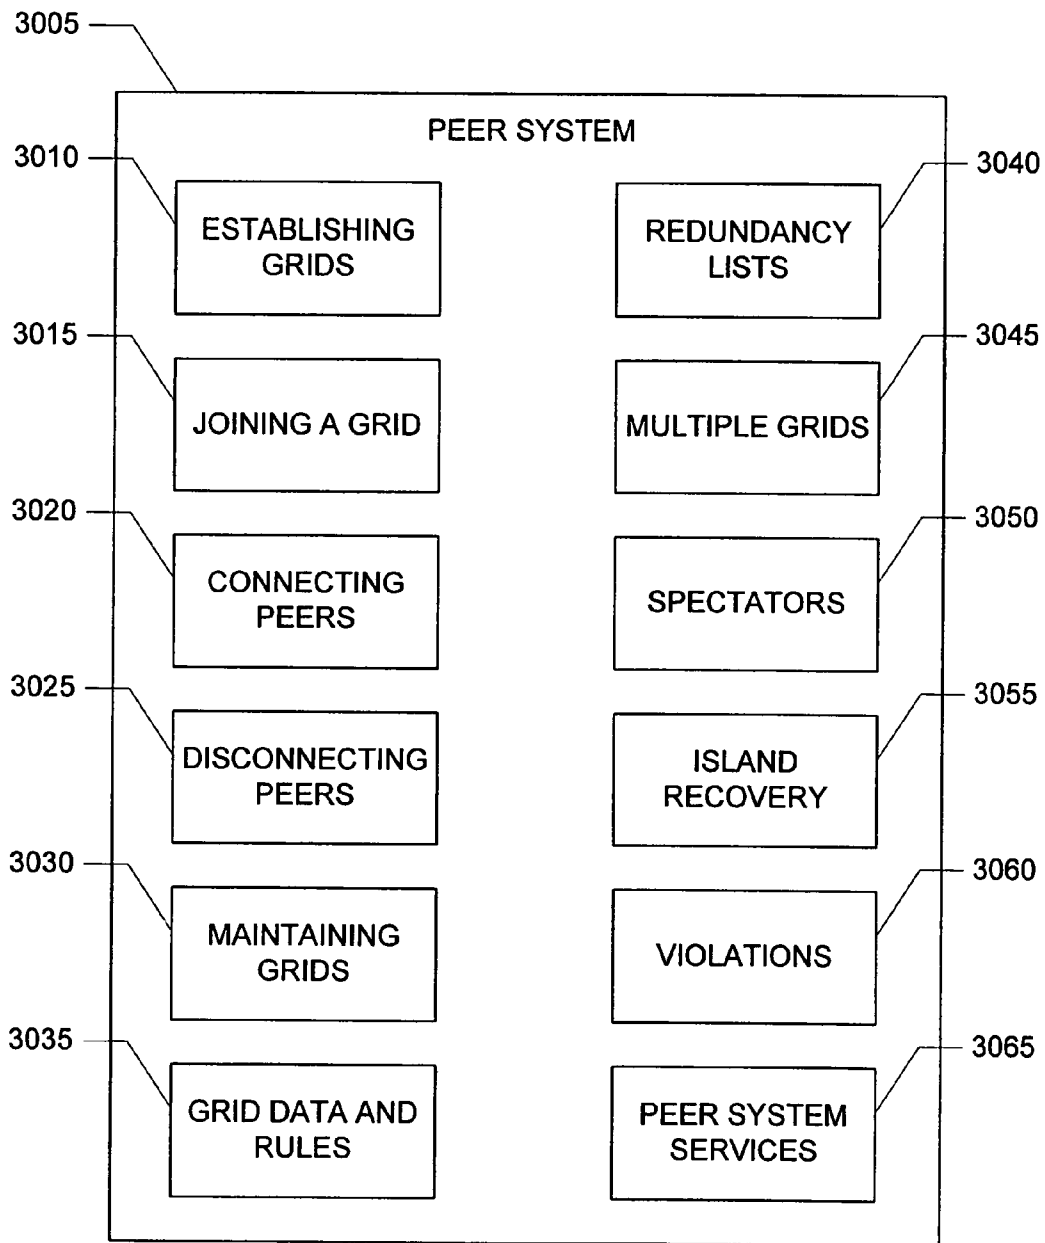 3005
PEER SYSTEM
3010
ESTABLISHING
GRIDS
3015
JOINING A GRID
3020
CONNECTING
PEERS
3025
DISCONNECTING
PEERS
3030
MAINTAINING
GRIDS
3035
GRID DATA AND
RULES
3040
REDUNDANCY
LISTS
3045
MULTIPLE GRIDS
3050
SPECTATORS
3055
ISLAND
RECOVERY
3060
VIOLATIONS
3065
PEER SYSTEM
SERVICES